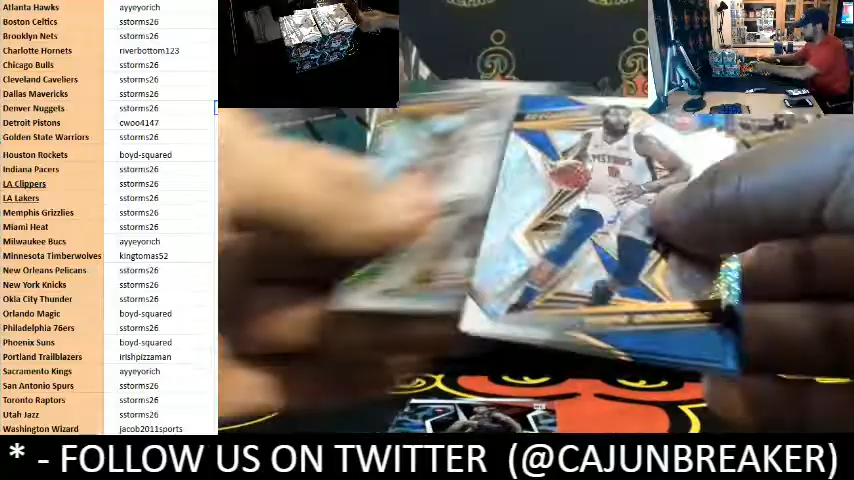 Atlanta Hawks ayyeyorich
Boston Celtics sstorms26
Brooklyn Nets sstorms26
Charlotte Hornets riverbottom123
Chicago Bulls sstorms26
Cleveland Caveliers sstorms26
Dallas Mavericks sstorms26
Denver Nuggets sstorms26
Detroit Pistons cwoo4147
Golden State Warriors sstorms26
Houston Rockets boyd-squared
Indiana Pacers sstorms26
LA Clippers sstorms26
LA Lakers sstorms26
Memphis Grizzlies sstorms26
Miami Heat sstorms26
Milwaukee Bucs ayyeyorich
Minnesota Timberwolves kingtomas52
New Orleans Pelicans sstorms26
New York Knicks sstorms26
Okla City Thunder sstorms26
Orlando Magic boyd-squared
Philadelphia 76ers sstorms26
Phoenix Suns boyd-squared
Portland Trailblazers irishpizzaman
Sacramento Kings ayyeyorich
San Antonio Spurs sstorms26
Toronto Raptors sstorms26
Utah Jazz sstorms26
Washington Wizard jacob2011sports
PISTONS
* - FOLLOW US ON TWITTER (@CAJUNBREAKER)